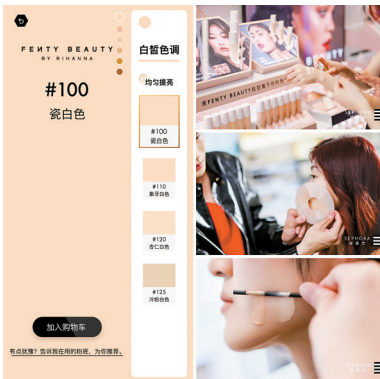 FENTY BEAUTY
BY RIHANNA
#100
瓷白色
加入购物车
有点犹豫？告诉我在用的粉底，为你推荐。
白皙色调
均匀提亮
#100
瓷白色
#110
象牙白色
#120
杏仁白色
#125
冷粉白色
SEPHORA
SEPHORA